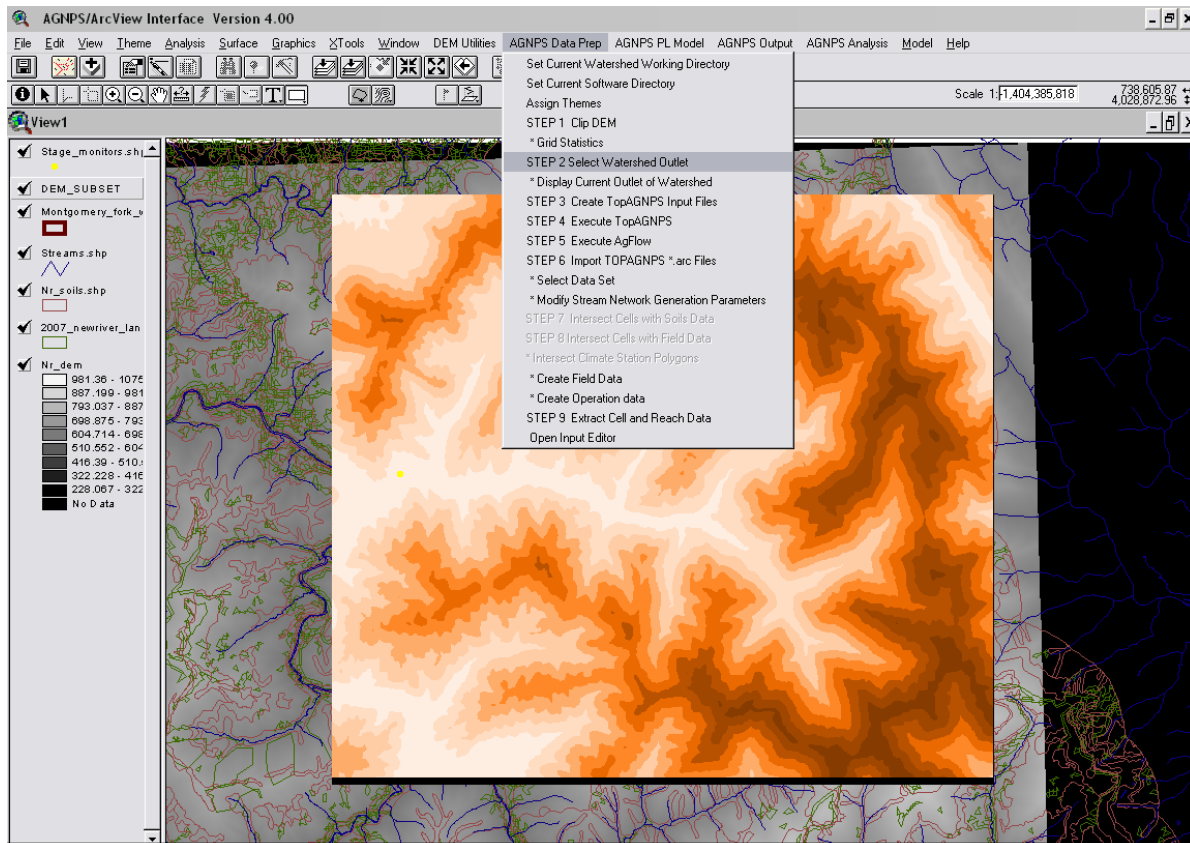 AGNPS/ArcView Interface Version 4.00
File Edit View Theme Analysis Surface Graphics XTools Window DEM Utilities AGNPS Data Prep AGNPS PL Model AGNPS Output AGNPS Analysis Model Help
Scale 1: 1,404,385,818
738,605.87
4,028,872.96
View1
Stage_monitors.sh
DEM_SUBSET
Montgomery_fork_
Streams.shp
Nr_soils.shp
2007_newriver_lan
Nr_dem
981.36 - 1075
887.199 - 981
793.037 - 887
698.875 - 793
604.714 - 698
510.552 - 604
416.39 - 510.
322.228 - 416
228.067 - 322
No Data
Set Current Watershed Working Directory
Set Current Software Directory
Assign Themes
STEP 1 Clip DEM
* Grid Statistics
STEP 2 Select Watershed Outlet
* Display Current Outlet of Watershed
STEP 3 Create TopAGNPS Input Files
STEP 4 Execute TopAGNPS
STEP 5 Execute AgFlow
STEP 6 Import TOPAGNPS *.arc Files
* Select Data Set
* Modify Stream Network Generation Parameters
STEP 7 Intersect Cells with Soils Data
STEP 8 Intersect Cells with Field Data
* Intersect Climate Station Polygons
* Create Field Data
* Create Operation data
STEP 9 Extract Cell and Reach Data
Open Input Editor